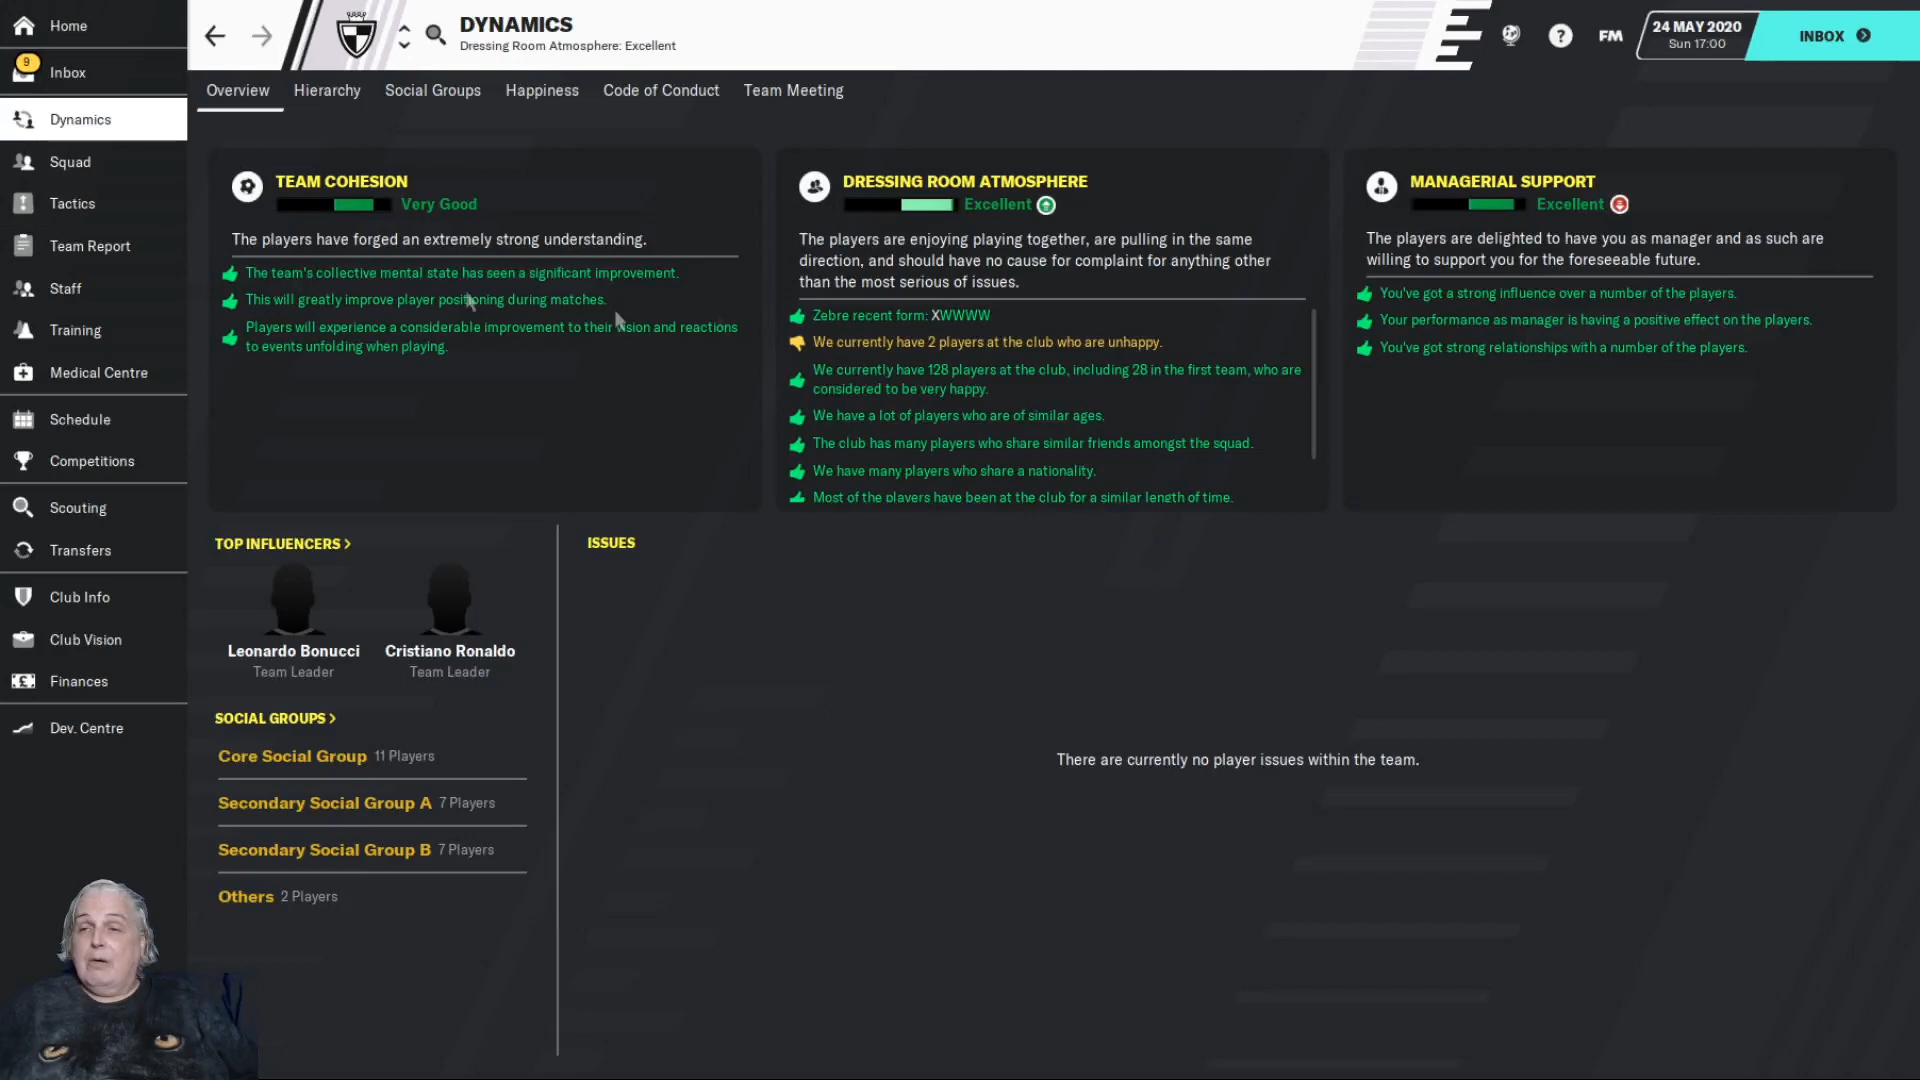 Home
9
Inbox
Dynamics
Squad
Tactics
Team Report
Staff
Training
Medical Centre
Schedule
Competitions
Scouting
Transfers
Club Info
Club Vision
£
Finances
Dev. Centre
DYNAMICS
Dressing Room Atmosphere: Excellent
?
FM
24 MAY 2020
Sun 17:00
INBOX
Overview Hierarchy Social Groups Happiness Code of Conduct Team Meeting
TEAM COHESION
Very Good
The players have forged an extremely strong understanding.
The team's collective mental state has seen a significant improvement.
This will greatly improve player positioning during matches.
Players will experience a considerable improvement to their vision and reactions
to events unfolding when playing.
DRESSING ROOM ATMOSPHERE
Excellent
The players are enjoying playing together, are pulling in the same
direction, and should have no cause for complaint for anything other
than the most serious of issues.
Zebre recent form: XWWWW
We currently have 2 players at the club who are unhappy.
We currently have 128 players at the club, including 28 in the first team, who are
considered to be very happy.
We have a lot of players who are of similar ages.
The club has many players who share similar friends amongst the squad.
We have many players who share a nationality.
Most of the players have been at the club for a similar length of time.
MANAGERIAL SUPPORT
Excellent
The players are delighted to have you as manager and as such are
willing to support you for the foreseeable future.
You've got a strong influence over a number of the players.
Your performance as manager is having a positive effect on the players.
You've got strong relationships with a number of the players.
TOP INFLUENCERS >
Leonardo Bonucci
Team Leader
Cristiano Ronaldo
Team Leader
SOCIAL GROUPS >
Core Social Group 11 Players
Secondary Social Group A 7 Players
Secondary Social Group B 7 Players
Others 2 Players
ISSUES
There are currently no player issues within the team.